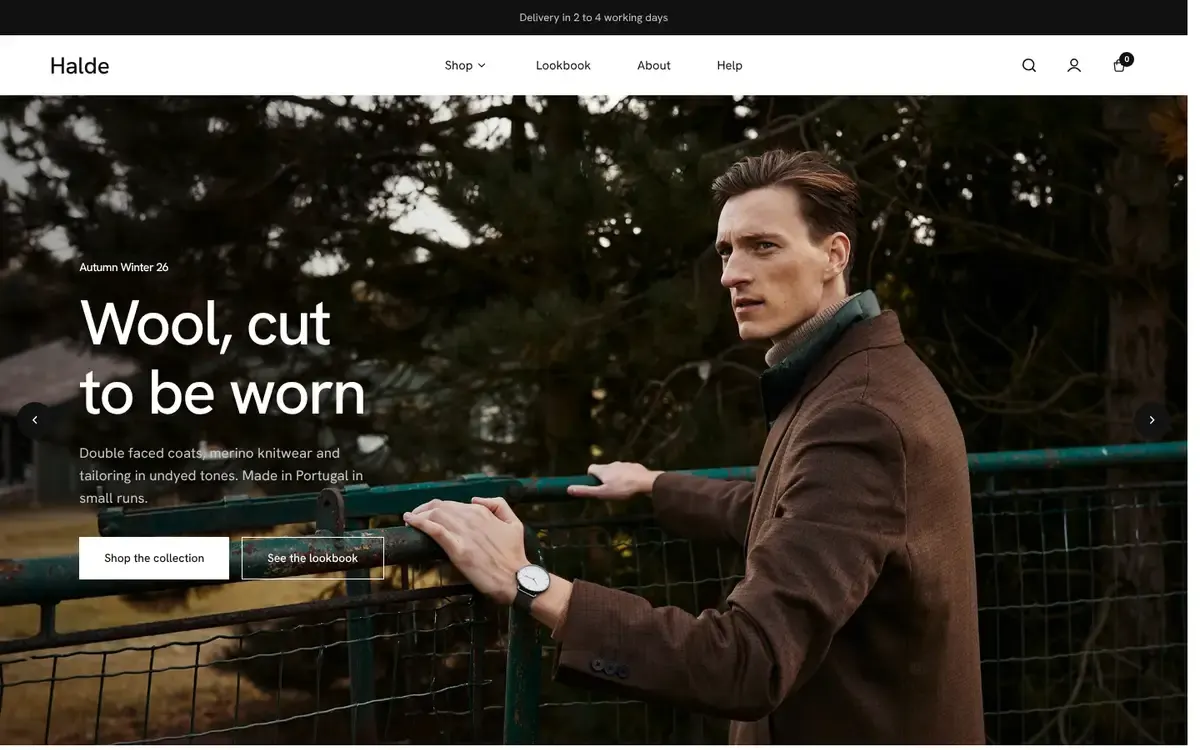 Delivery in 2 to 4 working days
Halde
Shop
Lookbook
About
Help
0
Autumn Winter 26
Wool, cut
to be worn
Double faced coats, merino knitwear and
tailoring in undyed tones. Made in Portugal in
small runs.
Shop the collection
See the lookbook